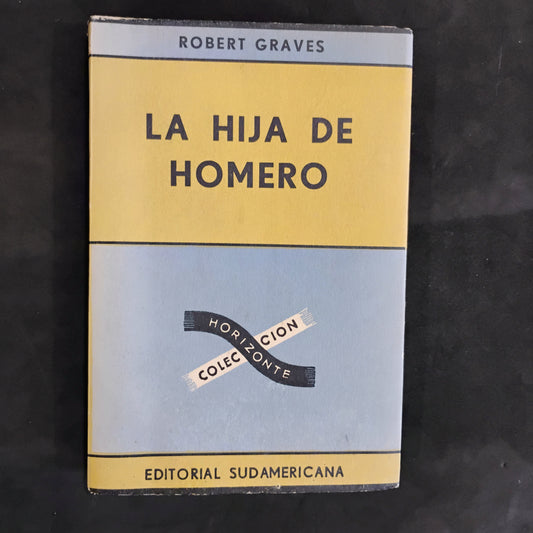 ROBERT GRAVES
LA HIJA DE
HOMERO
COLECCION
HORIZONTE
EDITORIAL SUDAMERICANA